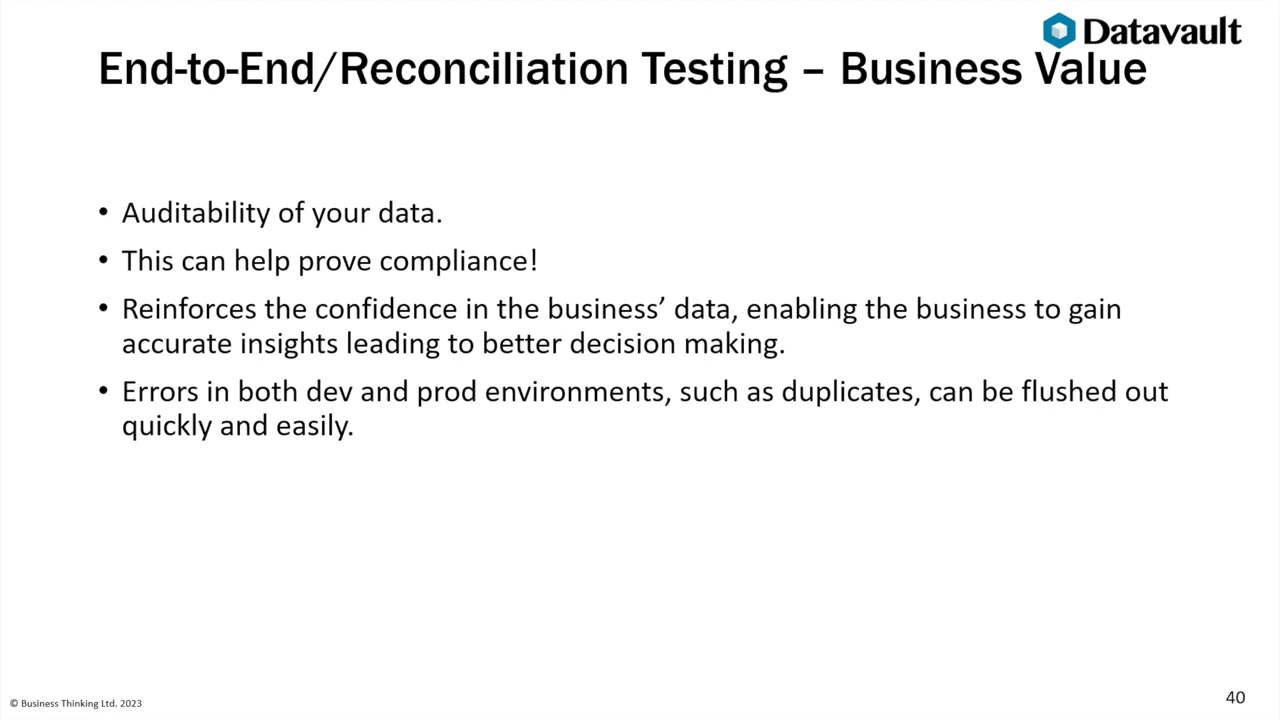 Datavault
End-to-End/Reconciliation Testing – Business Value
• Auditability of your data.
• This can help prove compliance!
• Reinforces the confidence in the business’ data, enabling the business to gain
accurate insights leading to better decision making.
• Errors in both dev and prod environments, such as duplicates, can be flushed out
quickly and easily.
© Business Thinking Ltd. 2023
40